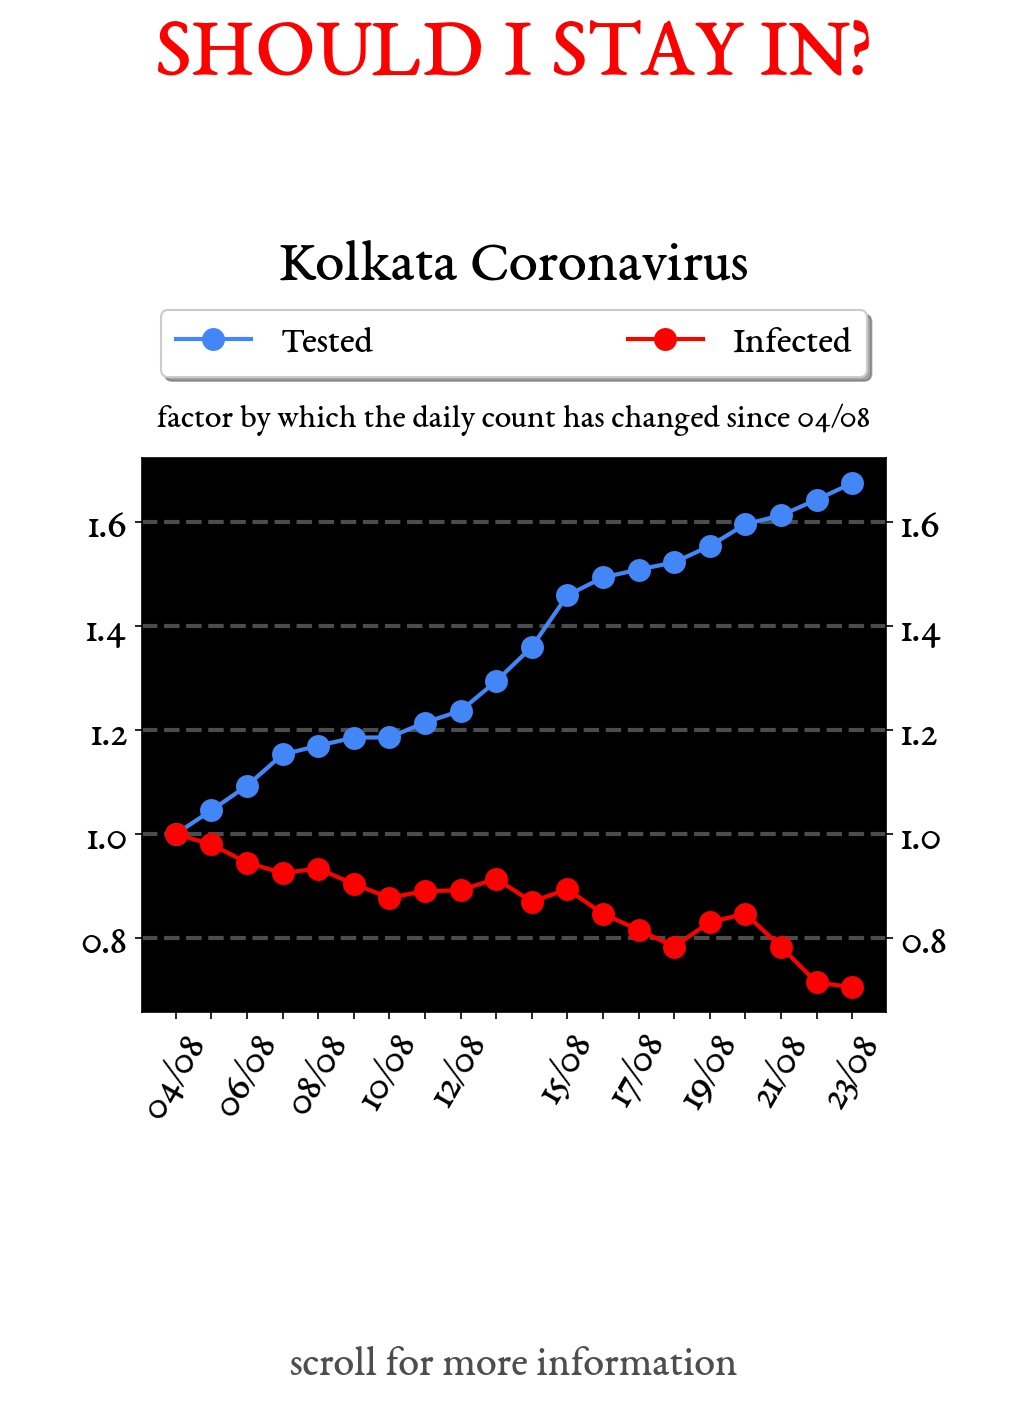 SHOULD I STAY IN?
Kolkata Coronavirus
Tested Infected
factor by which the daily count has changed since 04/08
1.6 1.6
1.4 1.4
1.2 1.2
1.0 1.0
0.8 0.8
04/08 06/08 08/08 10/08 12/08 15/08 17/08 19/08 21/08 23/08
scroll for more information